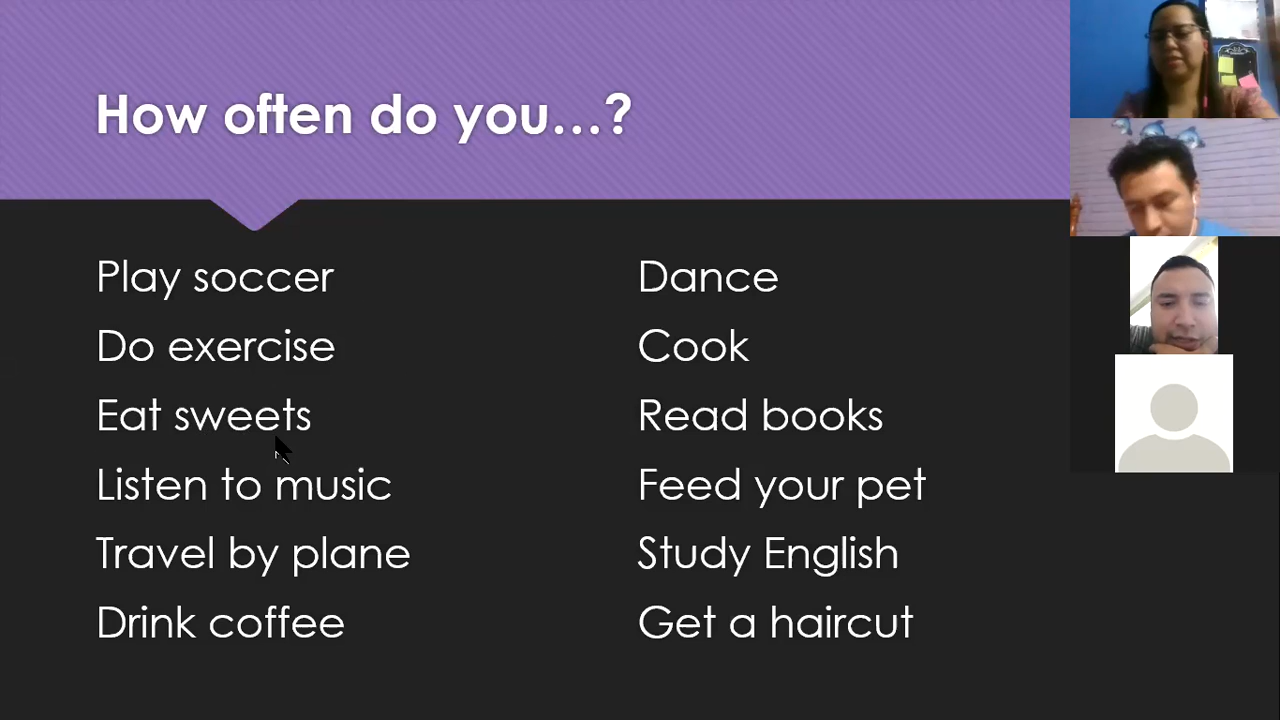 How often do you...?
Play soccer
Do exercise
Eat sweets
Listen to music
Travel by plane
Drink coffee
Dance
Cook
Read books
Feed your pet
Study English
Get a haircut